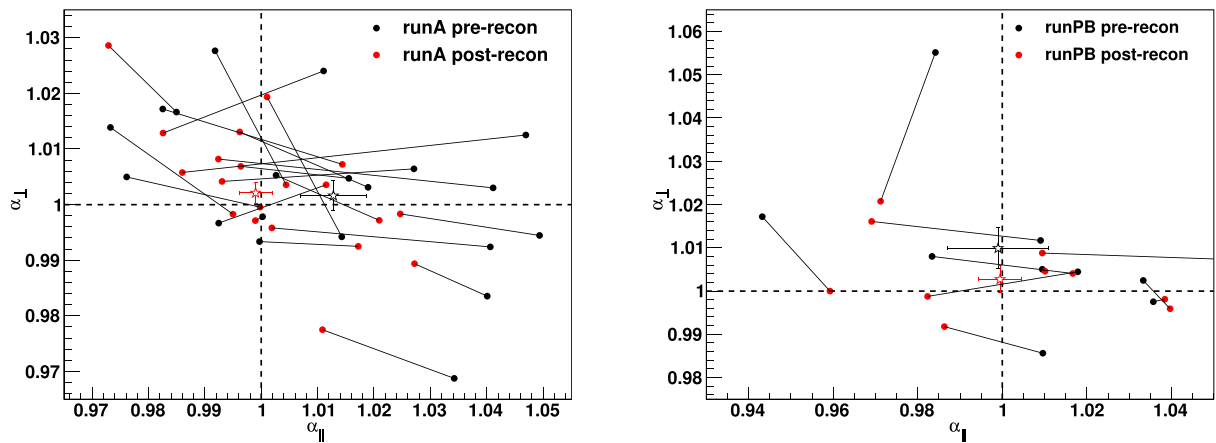 runA pre-recon
runA post-recon
1.03
1.02
1.01
1
0.99
0.98
0.97
α⊥
0.97 0.98 0.99 1 1.01 1.02 1.03 1.04 1.05
α||
runPB pre-recon
runPB post-recon
1.06
1.05
1.04
1.03
1.02
1.01
1
0.99
0.98
α⊥
0.94 0.96 0.98 1 1.02 1.04
α||